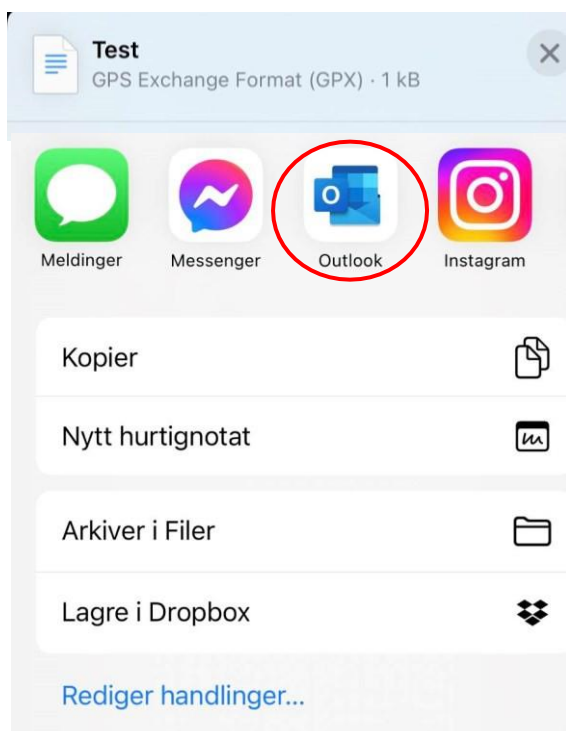 Test
GPS Exchange Format (GPX) · 1 kB
Meldinger
Messenger
Outlook
Instagram
Kopier
Nytt hurtignotat
Arkiver i Filer
Lagre i Dropbox
Rediger handlinger...